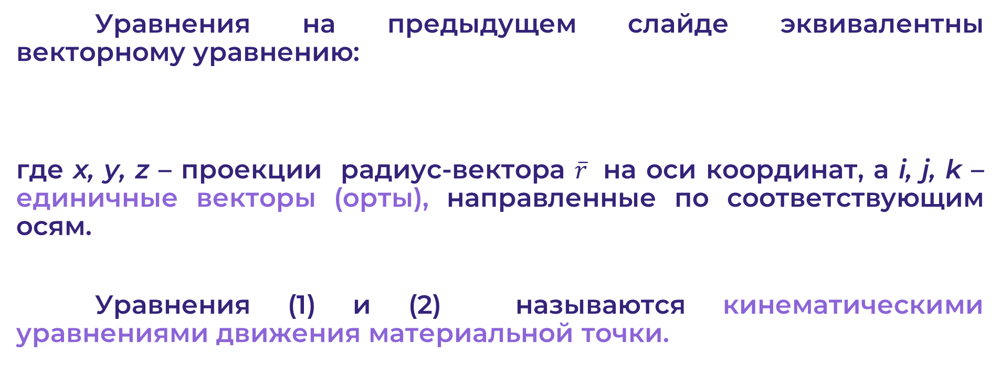 Уравнения на предыдущем слайде эквивалентны
векторному уравнению:
где x, y, z – проекции радиус-вектора r̄ на оси координат, а i, j, k –
единичные векторы (орты), направленные по соответствующим
осям.
Уравнения (1) и (2) называются кинематическими
уравнениями движения материальной точки.